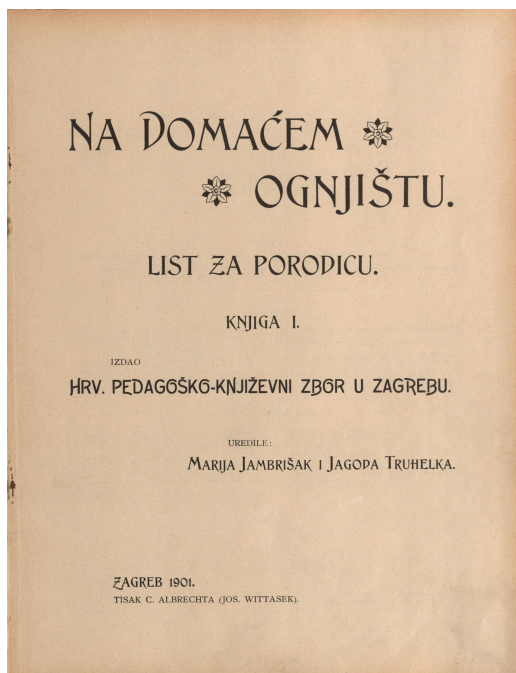 NA DOMAĆEM
OGNJIŠTU.
LIST ZA PORODICU.
KNJIGA I.
IZDAO
HRV. PEDAGOŠKO-KNJIŽEVNI ZBOR U ZAGREBU.
UREDILE:
MARIJA JAMBRIŠAK I JAGODA TRUHELKA.
ZAGREB 1901.
TISAK C. ALBRECHTA (JOS. WITTASEK).